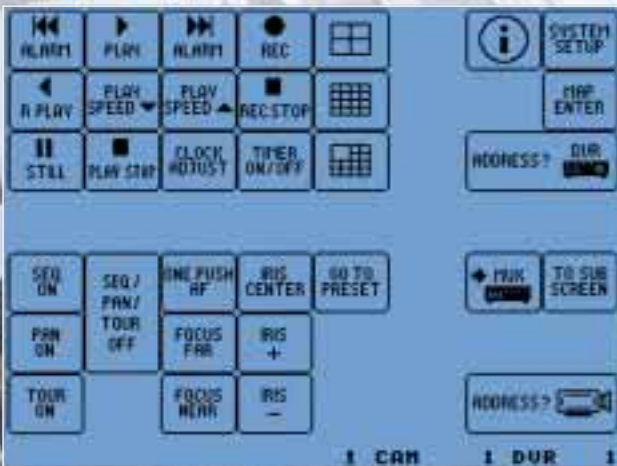 ALARM
PLAY
ALARM
REC
SYSTEM
SETUP
R PLAY
PLAY
SPEED
PLAY
SPEED
REC STOP
MAP
ENTER
STILL
PLAY STOP
CLOCK
ADJUST
TIMER
ON/OFF
ADDRESS? DVR
SEQ
ON
SEQ /
PAN/
TOUR
OFF
ONE PUSH
AF
IRIS
CENTER
GO TO
PRESET
MUX
TO SUB
SCREEN
PAN
ON
FOCUS
FAR
IRIS
+
TOUR
ON
FOCUS
NEAR
IRIS
-
ADDRESS?
1 CAM 1 DVR 1